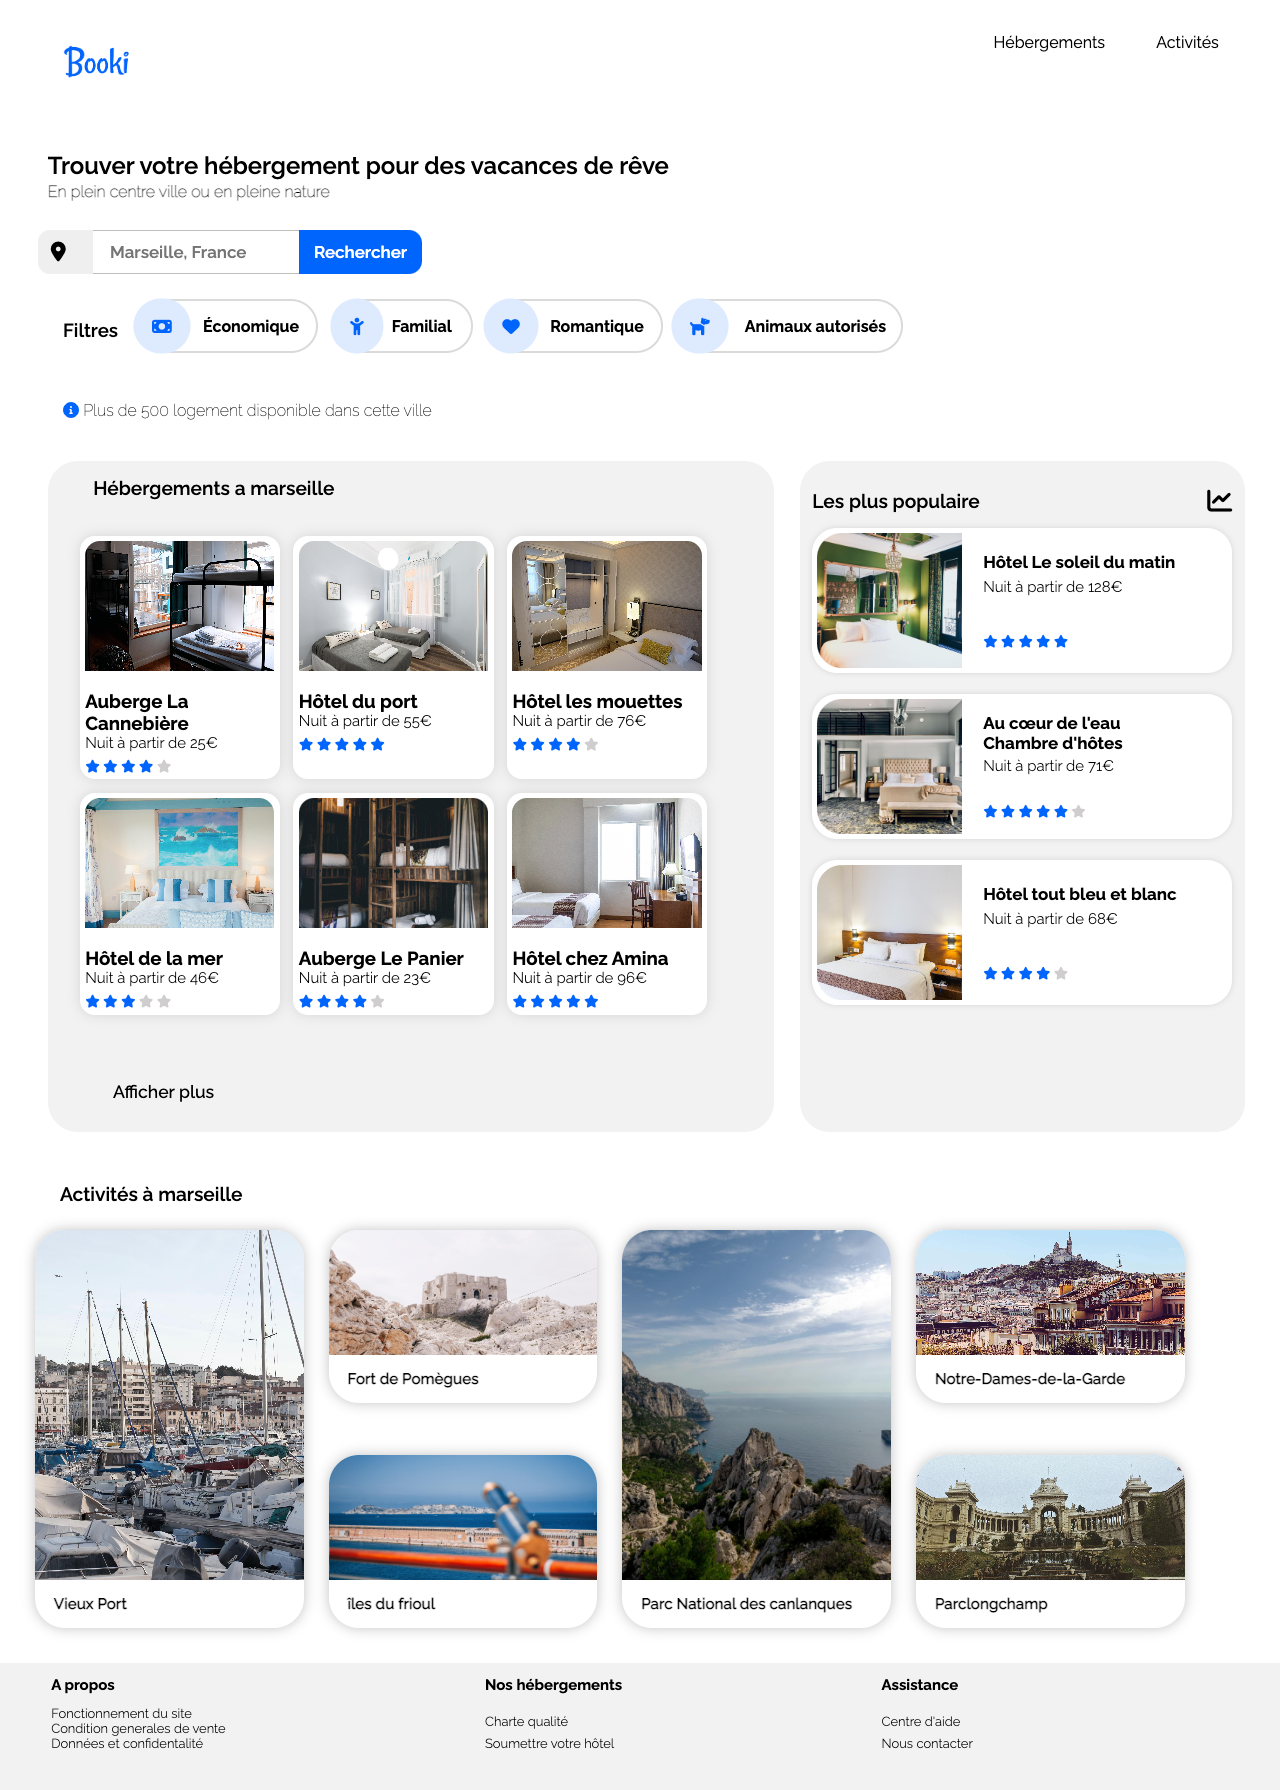 Booki
Hébergements
Activités
Trouver votre hébergement pour des vacances de rêve
En plein centre ville ou en pleine nature
Marseille, France
Rechercher
Filtres
Économique
Familial
Romantique
Animaux autorisés
Plus de 500 logement disponible dans cette ville
Hébergements a marseille
Auberge La
Cannebière
Nuit à partir de 25€
Hôtel du port
Nuit à partir de 55€
Hôtel les mouettes
Nuit à partir de 76€
Hôtel de la mer
Nuit à partir de 46€
Auberge Le Panier
Nuit à partir de 23€
Hôtel chez Amina
Nuit à partir de 96€
Afficher plus
Les plus populaire
Hôtel Le soleil du matin
Nuit à partir de 128€
Au cœur de l'eau
Chambre d'hôtes
Nuit à partir de 71€
Hôtel tout bleu et blanc
Nuit à partir de 68€
Activités à marseille
Vieux Port
Fort de Pomègues
îles du frioul
Parc National des canlanques
Notre-Dames-de-la-Garde
Parclongchamp
A propos
Fonctionnement du site
Condition generales de vente
Données et confidentalité
Nos hébergements
Charte qualité
Soumettre votre hôtel
Assistance
Centre d'aide
Nous contacter